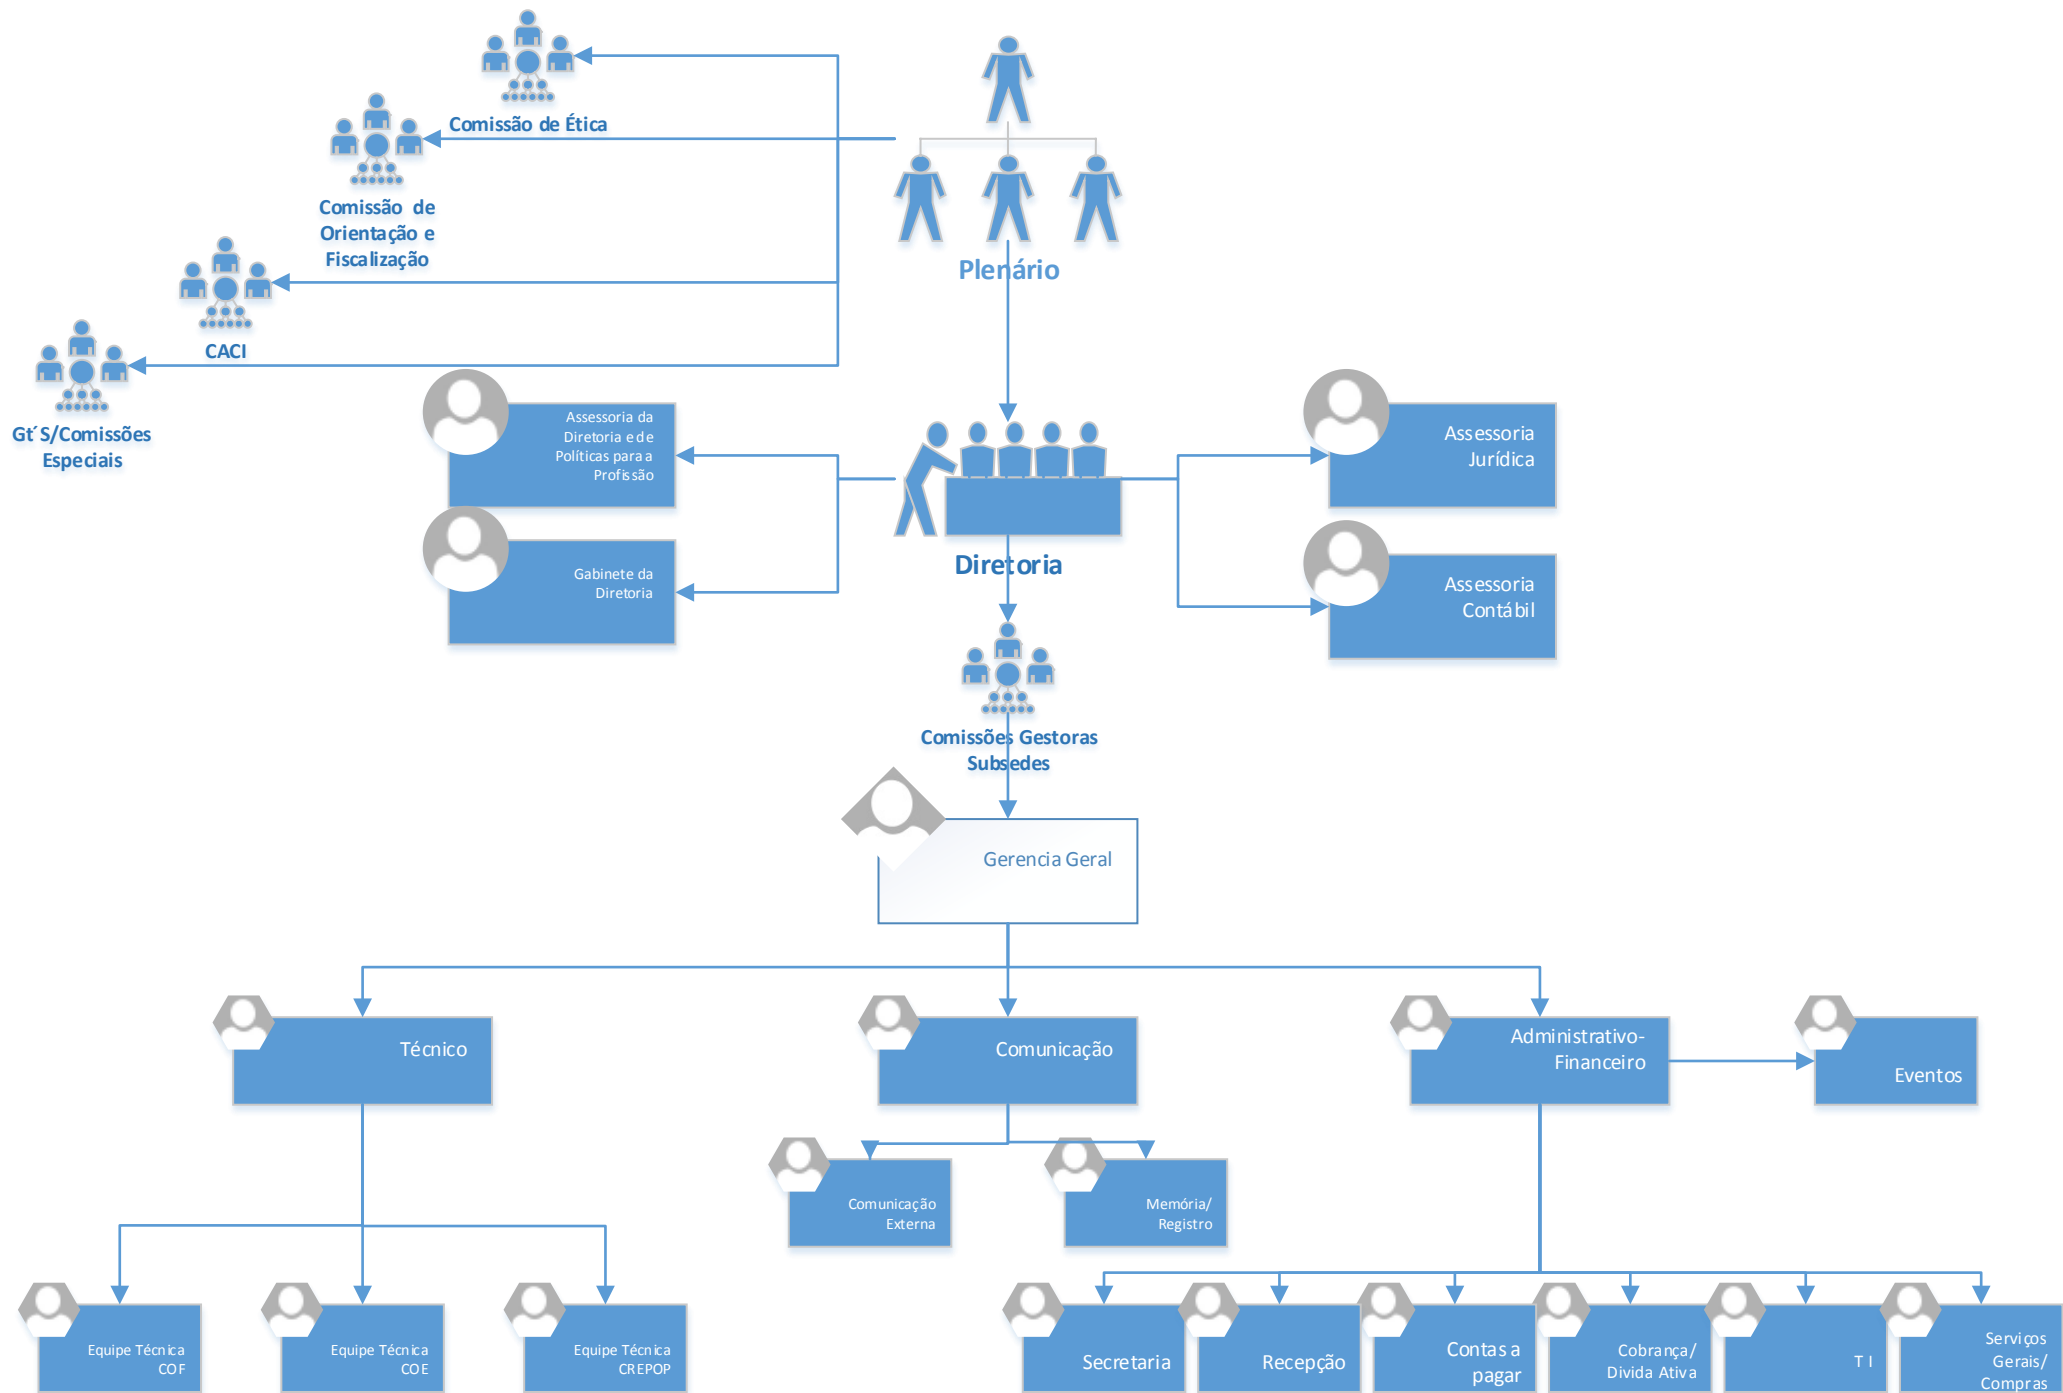 Comissão de Ética
Comissão de
Orientação e
Fiscalização
Plenário
CACI
Gt´S/Comissões
Especiais
Assessoria da
Diretoria e de
Políticas para a
Profissão
Assessoria
Jurídica
Gabinete da
Diretoria
Diretoria
Assessoria
Contábil
Comissões Gestoras
Subsedes
Gerencia Geral
Técnico
Comunicação
Administrativo-
Financeiro
Eventos
Comunicação
Externa
Memória/
Registro
Equipe Técnica
COF
Equipe Técnica
COE
Equipe Técnica
CREPOP
Secretaria
Recepção
Contas a
pagar
Cobrança/
Divida Ativa
T I
Serviços
Gerais/
Compras